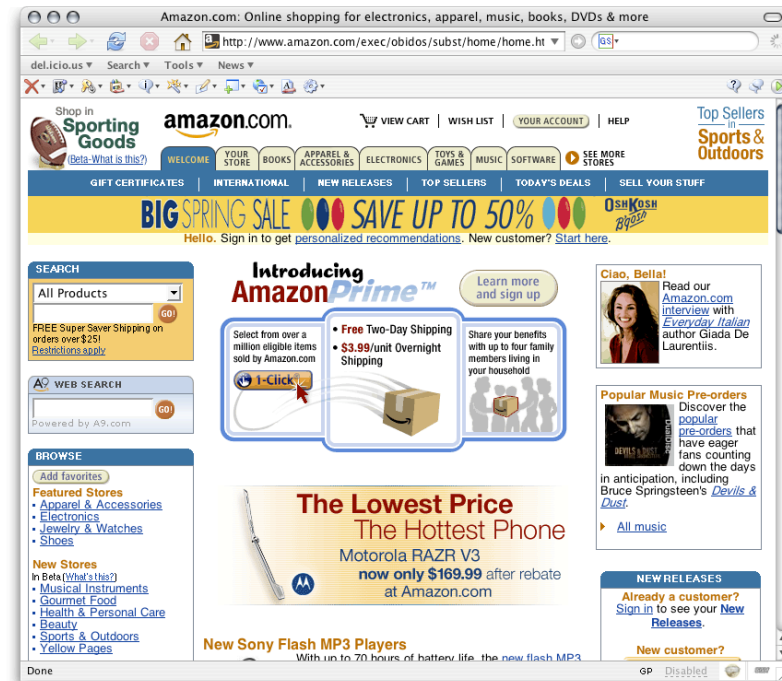 Amazon.com: Online shopping for electronics, apparel, music, books, DVDs & more
http://www.amazon.com/exec/obidos/subst/home/home.ht
GS
del.icio.us Search Tools News
Shop in
Sporting
Goods
(Beta-What is this?)
amazon.com.
VIEW CART | WISH LIST | YOUR ACCOUNT | HELP
Top Sellers
in
Sports &
Outdoors
WELCOME
YOUR
STORE
BOOKS
APPAREL &
ACCESSORIES
ELECTRONICS
TOYS &
GAMES
MUSIC
SOFTWARE
SEE MORE
STORES
GIFT CERTIFICATES | INTERNATIONAL | NEW RELEASES | TOP SELLERS | TODAY'S DEALS | SELL YOUR STUFF
BIG SPRING SALE SAVE UP TO 50%
OSHKOSH
B'gosh
Hello. Sign in to get personalized recommendations. New customer? Start here.
SEARCH
All Products
GO!
FREE Super Saver Shipping on
orders over $25!
Restrictions apply
A9 WEB SEARCH
GO!
Powered by A9.com
BROWSE
Add favorites
Featured Stores
• Apparel & Accessories
• Electronics
• Jewelry & Watches
• Shoes
New Stores
In Beta (What's this?)
• Musical Instruments
• Gourmet Food
• Health & Personal Care
• Beauty
• Sports & Outdoors
• Yellow Pages
Introducing
Amazon Prime™
Learn more
and sign up
Select from over a
million eligible items
sold by Amazon.com
1-Click
• Free Two-Day Shipping
• $3.99/unit Overnight
Shipping
Share your benefits
with up to four family
members living in
your household
The Lowest Price
The Hottest Phone
Motorola RAZR V3
now only $169.99 after rebate
at Amazon.com
New Sony Flash MP3 Players
With up to 70 hours of battery life, the new flash MP3
Ciao, Bella!
Read our
Amazon.com
interview with
Everyday Italian
author Giada De
Laurentiis.
Popular Music Pre-orders
DEVILS & DUST
DualDisc
Discover the
popular
pre-orders that
have eager
fans counting
down the days
in anticipation, including
Bruce Springsteen's Devils &
Dust.
All music
NEW RELEASES
Already a customer?
Sign in to see your New
Releases.
New customer?
Done
GP Disabled